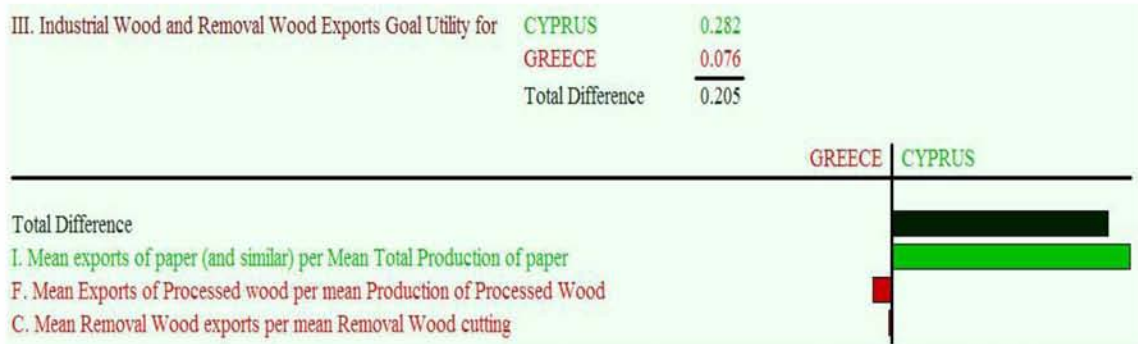 III. Industrial Wood and Removal Wood Exports Goal Utility for CYPRUS 0.282
GREECE 0.076
Total Difference 0.205
GREECE CYPRUS
Total Difference
I. Mean exports of paper (and similar) per Mean Total Production of paper
F. Mean Exports of Processed wood per mean Production of Processed Wood
C. Mean Removal Wood exports per mean Removal Wood cutting